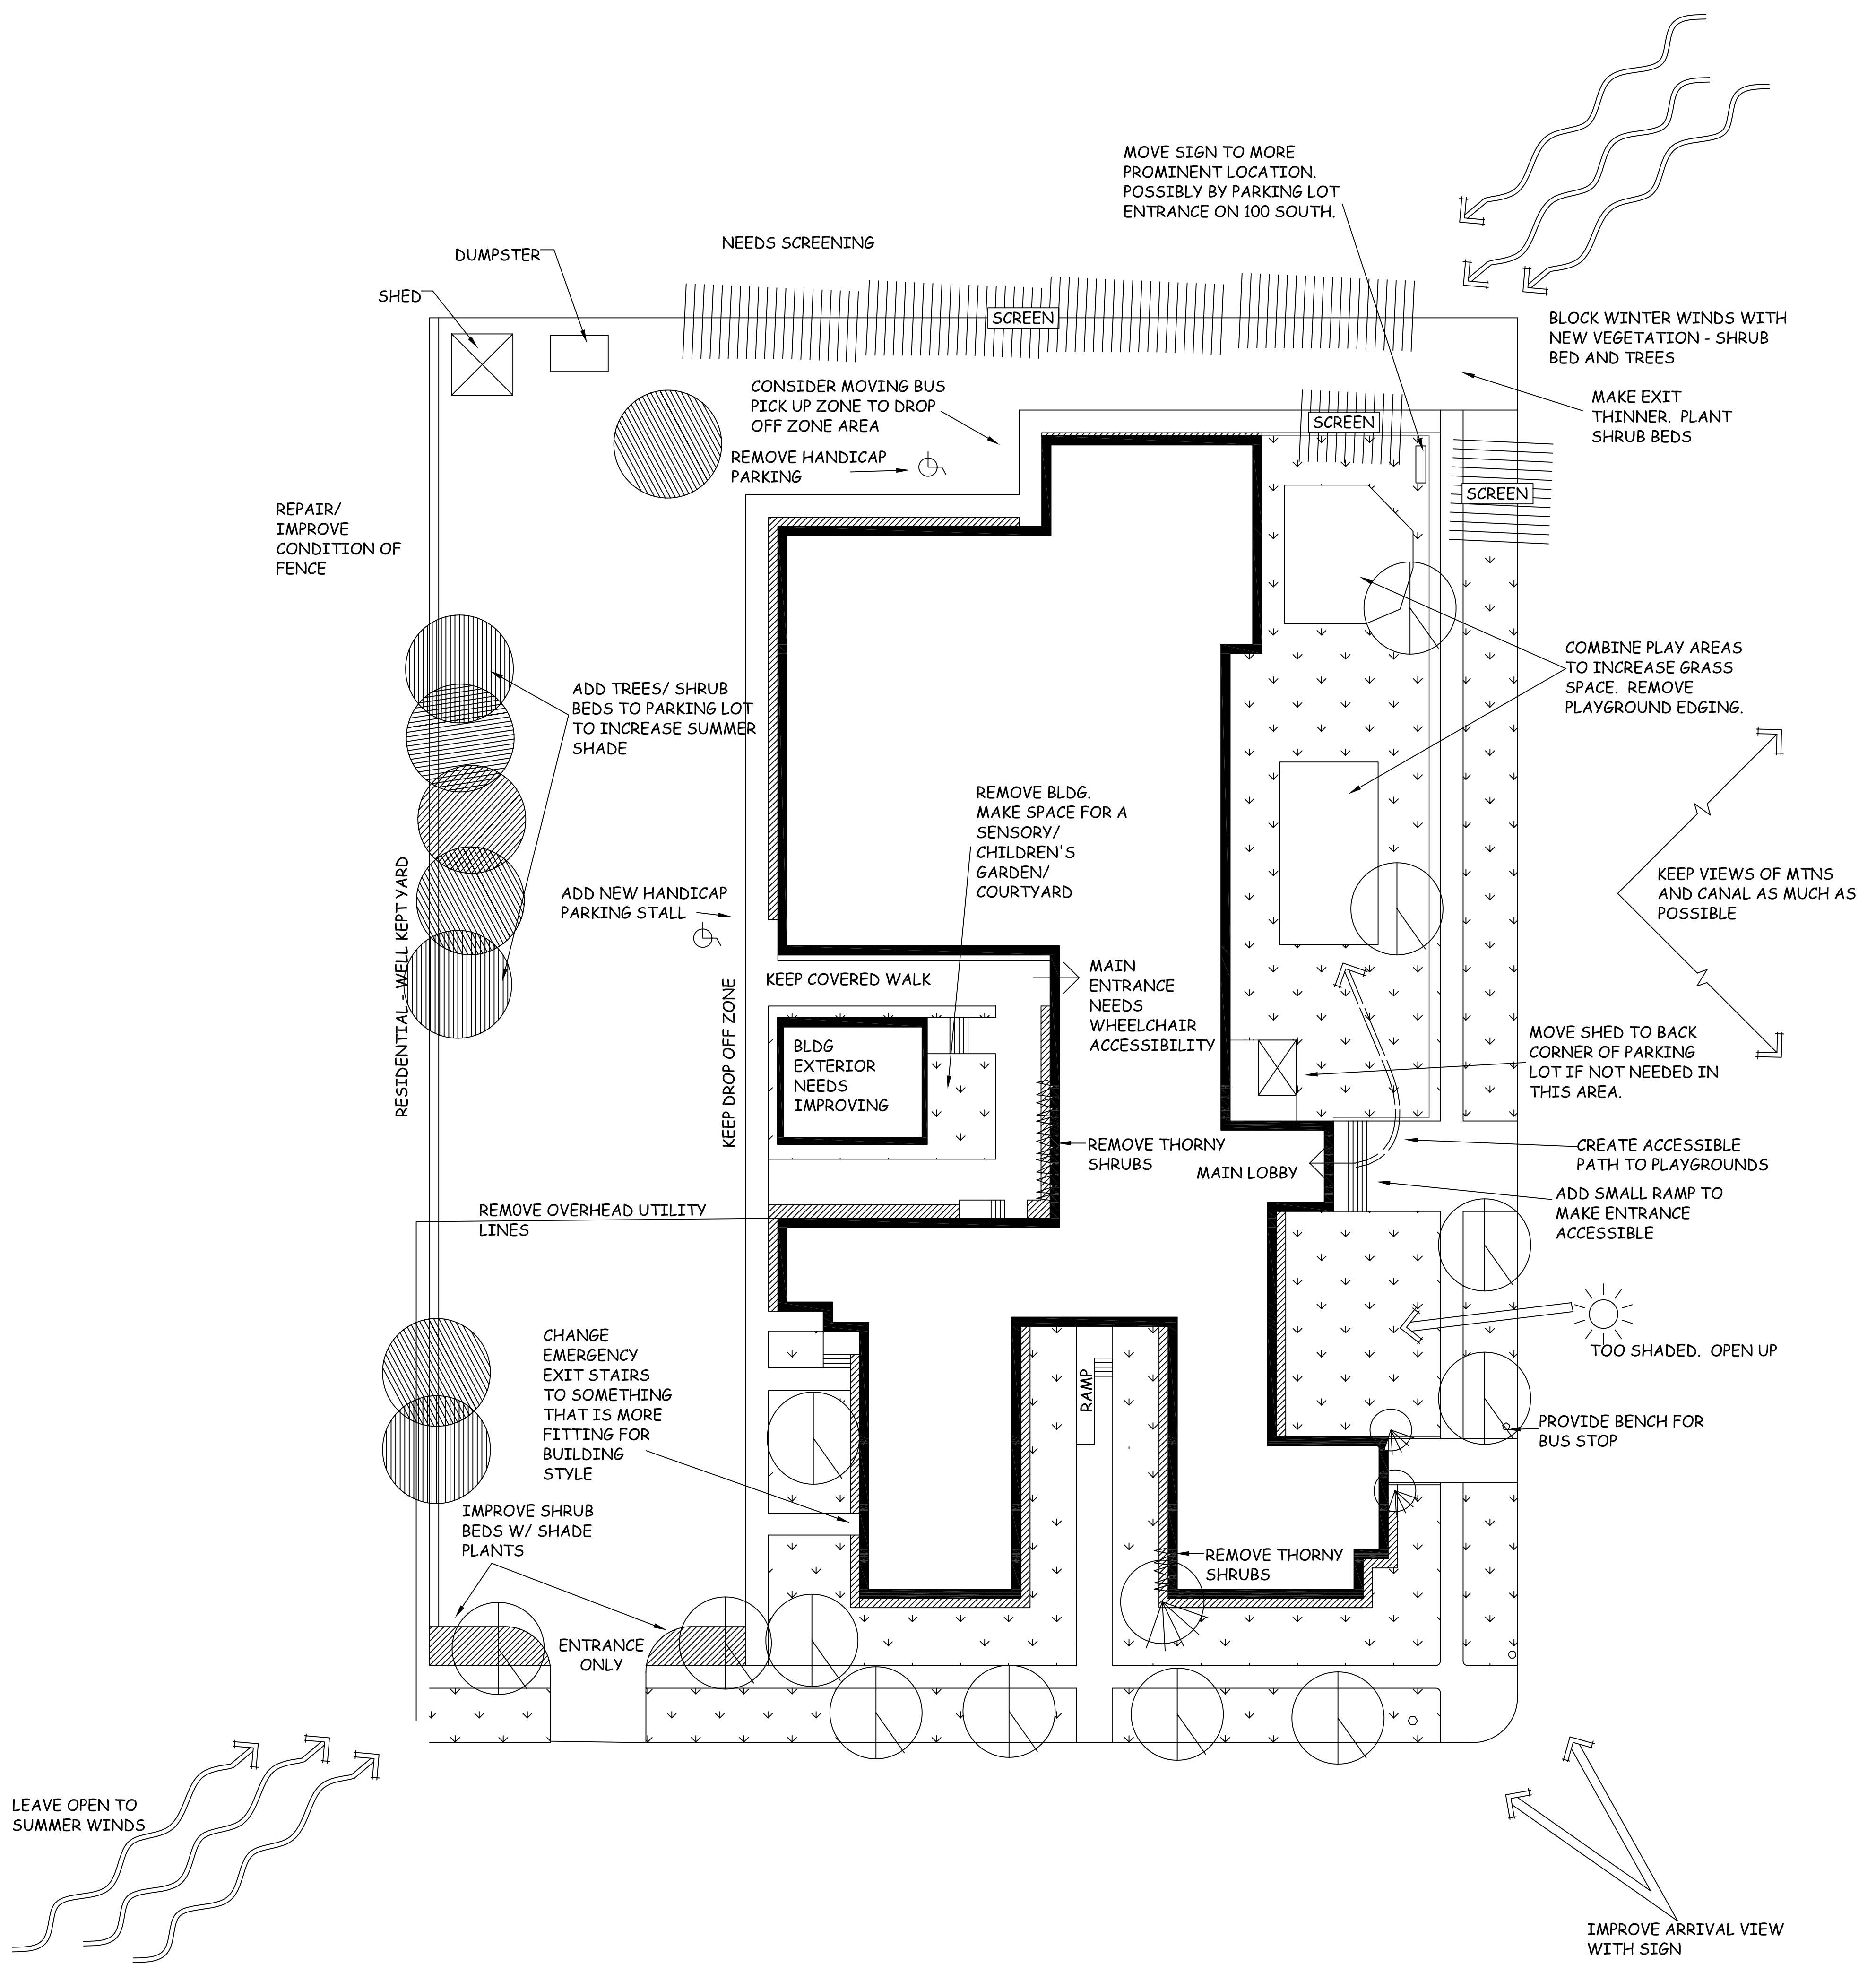 MOVE SIGN TO MORE
PROMINENT LOCATION.
POSSIBLY BY PARKING LOT
ENTRANCE ON 100 SOUTH.
NEEDS SCREENING
DUMPSTER
SHED
SCREEN
BLOCK WINTER WINDS WITH
NEW VEGETATION - SHRUB
BED AND TREES
CONSIDER MOVING BUS
PICK UP ZONE TO DROP
OFF ZONE AREA
MAKE EXIT
THINNER. PLANT
SHRUB BEDS
SCREEN
REMOVE HANDICAP
PARKING
SCREEN
REPAIR/
IMPROVE
CONDITION OF
FENCE
COMBINE PLAY AREAS
TO INCREASE GRASS
SPACE. REMOVE
PLAYGROUND EDGING.
ADD TREES/ SHRUB
BEDS TO PARKING LOT
TO INCREASE SUMMER
SHADE
REMOVE BLDG.
MAKE SPACE FOR A
SENSORY/
CHILDREN'S
GARDEN/
COURTYARD
KEEP VIEWS OF MTNS
AND CANAL AS MUCH AS
POSSIBLE
RESIDENTIAL - WELL KEPT YARD
ADD NEW HANDICAP
PARKING STALL
KEEP DROP OFF ZONE
KEEP COVERED WALK
MAIN
ENTRANCE
NEEDS
WHEELCHAIR
ACCESSIBILITY
BLDG
EXTERIOR
NEEDS
IMPROVING
MOVE SHED TO BACK
CORNER OF PARKING
LOT IF NOT NEEDED IN
THIS AREA.
REMOVE THORNY
SHRUBS
MAIN LOBBY
CREATE ACCESSIBLE
PATH TO PLAYGROUNDS
ADD SMALL RAMP TO
MAKE ENTRANCE
ACCESSIBLE
REMOVE OVERHEAD UTILITY
LINES
TOO SHADED. OPEN UP
CHANGE
EMERGENCY
EXIT STAIRS
TO SOMETHING
THAT IS MORE
FITTING FOR
BUILDING
STYLE
RAMP
PROVIDE BENCH FOR
BUS STOP
IMPROVE SHRUB
BEDS W/ SHADE
PLANTS
REMOVE THORNY
SHRUBS
ENTRANCE
ONLY
LEAVE OPEN TO
SUMMER WINDS
IMPROVE ARRIVAL VIEW
WITH SIGN